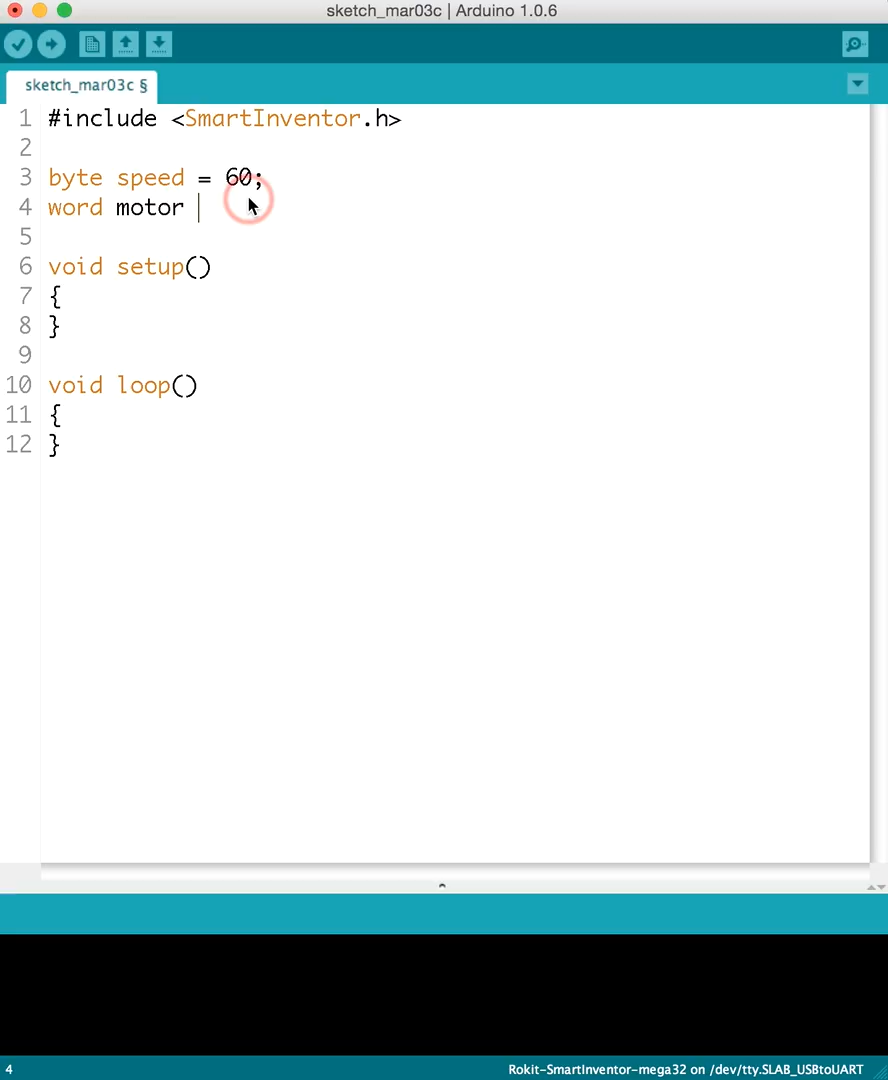 sketch_mar03c | Arduino 1.0.6
sketch_mar03c §
1 #include <SmartInventor.h>
2
3 byte speed = 60;
4 word motor
5
6 void setup()
7 {
8 }
9
10 void loop()
11 {
12 }
4 Rokit-SmartInventor-mega32 on /dev/tty.SLAB_USBtoUART